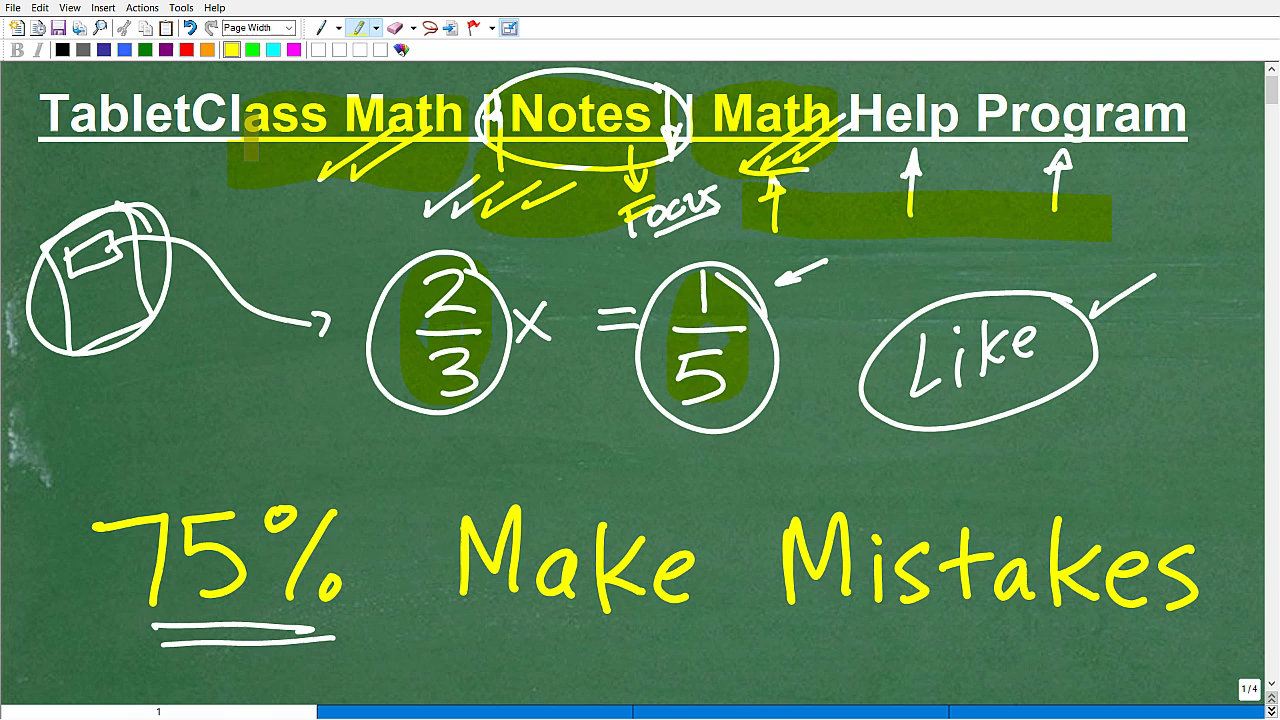 File Edit View Insert Actions Tools Help
Page Width
B I
TabletClass Math | Notes | Math Help Program
Focus
2/3 x = 1/5
Like
75% Make Mistakes
1/4
1